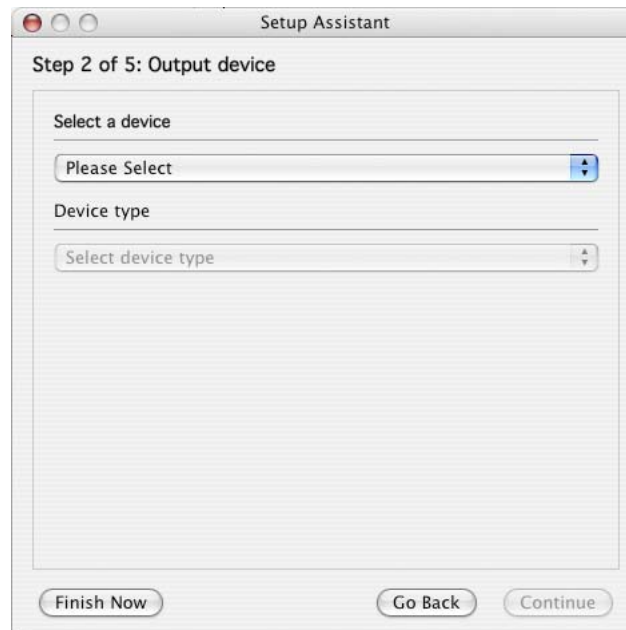 Setup Assistant
Step 2 of 5: Output device
Select a device
Please Select
Device type
Select device type
Finish Now
Go Back
Continue